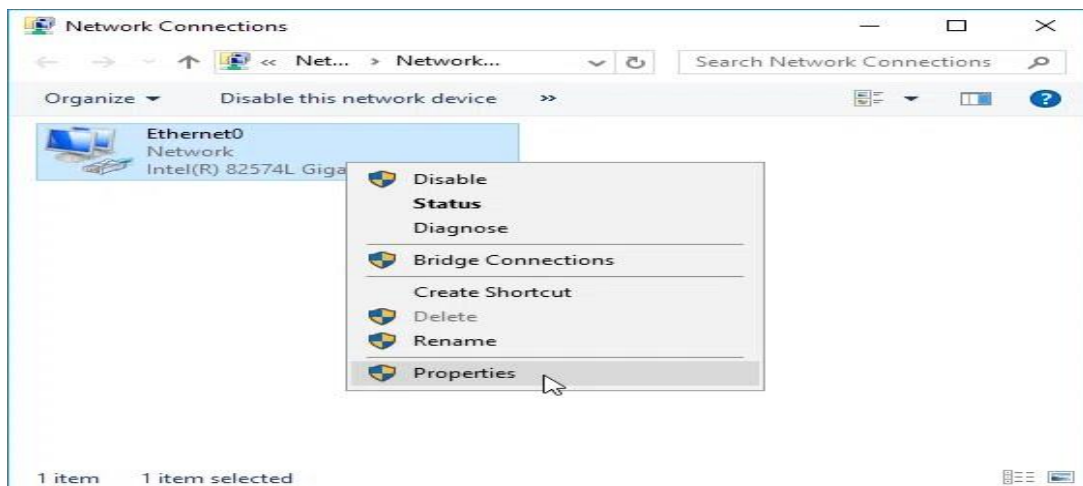 Network Connections
« Net... > Network...
Search Network Connections
Organize
Disable this network device
»
Ethernet0
Network
Intel(R) 82574L Giga
Disable
Status
Diagnose
Bridge Connections
Create Shortcut
Delete
Rename
Properties
1 item
1 item selected